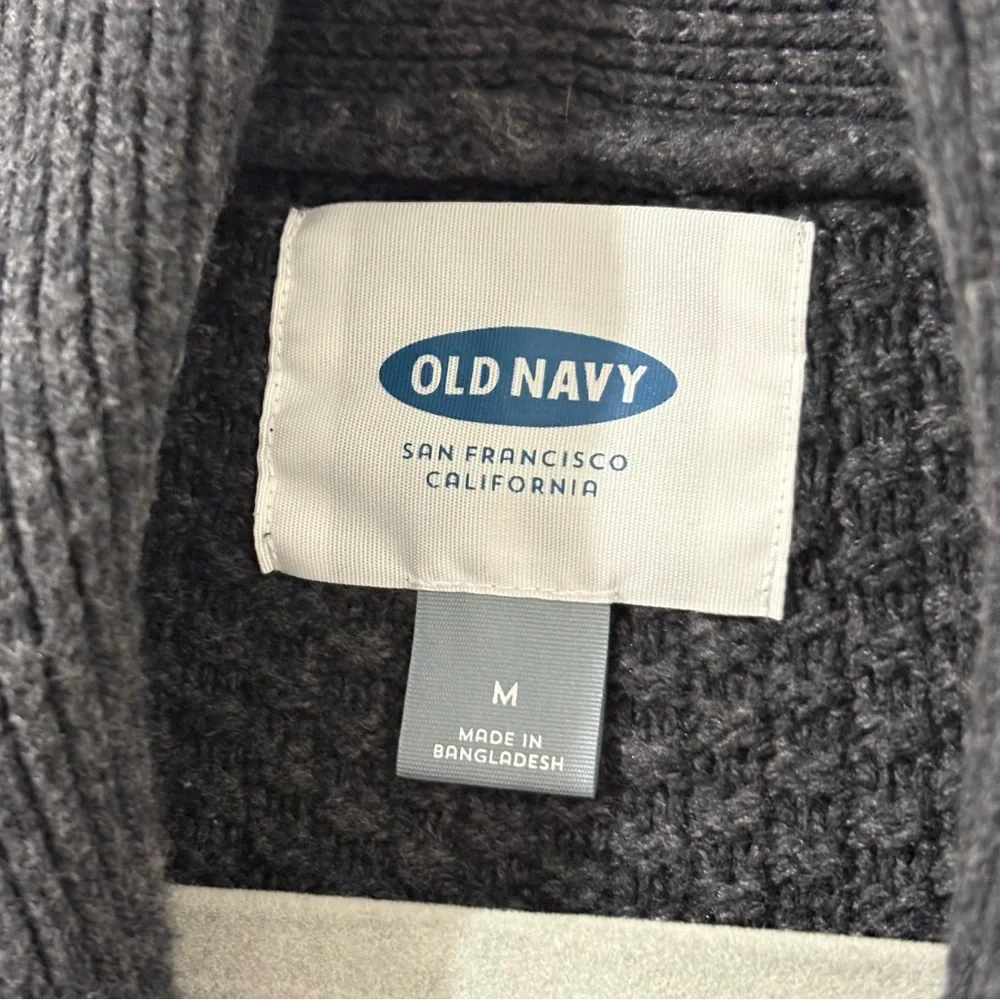 OLD NAVY
SAN FRANCISCO
CALIFORNIA
M
MADE IN
BANGLADESH